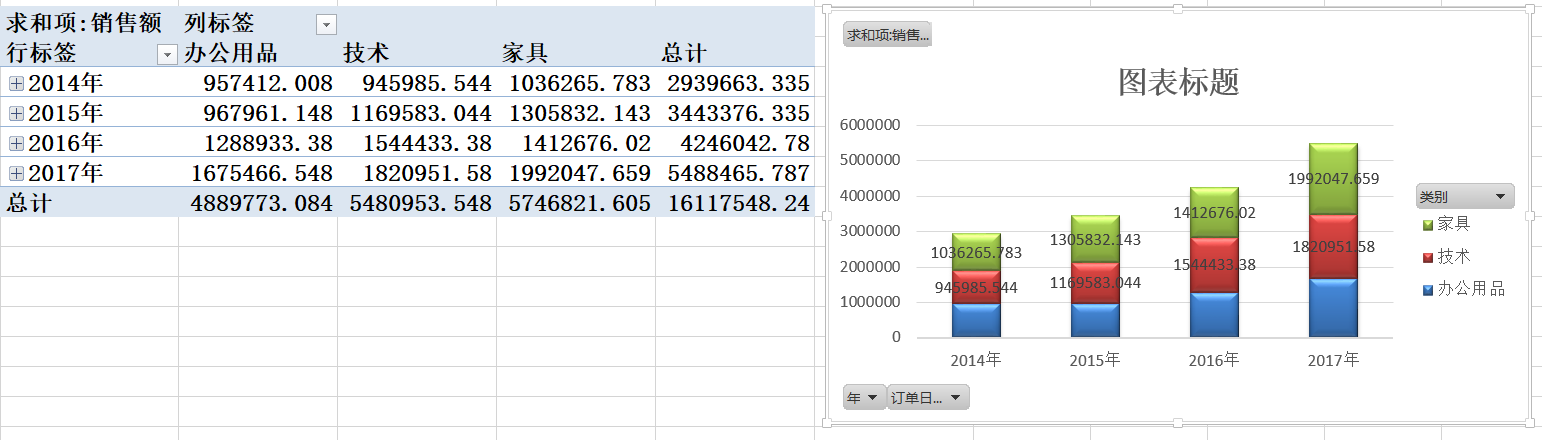 求和项:销售额 列标签
行标签 办公用品 技术 家具 总计
2014年 957412.008 945985.544 1036265.783 2939663.335
2015年 967961.148 1169583.044 1305832.143 3443376.335
2016年 1288933.38 1544433.38 1412676.02 4246042.78
2017年 1675466.548 1820951.58 1992047.659 5488465.787
总计 4889773.084 5480953.548 5746821.605 16117548.24
求和项:销售...
图表标题
6000000
5000000
4000000
3000000
2000000
1000000
0
1036265.783
945985.544
1305832.143
1169583.044
1412676.02
1544433.38
1992047.659
1820951.58
2014年 2015年 2016年 2017年
类别
家具
技术
办公用品
年 订单日...